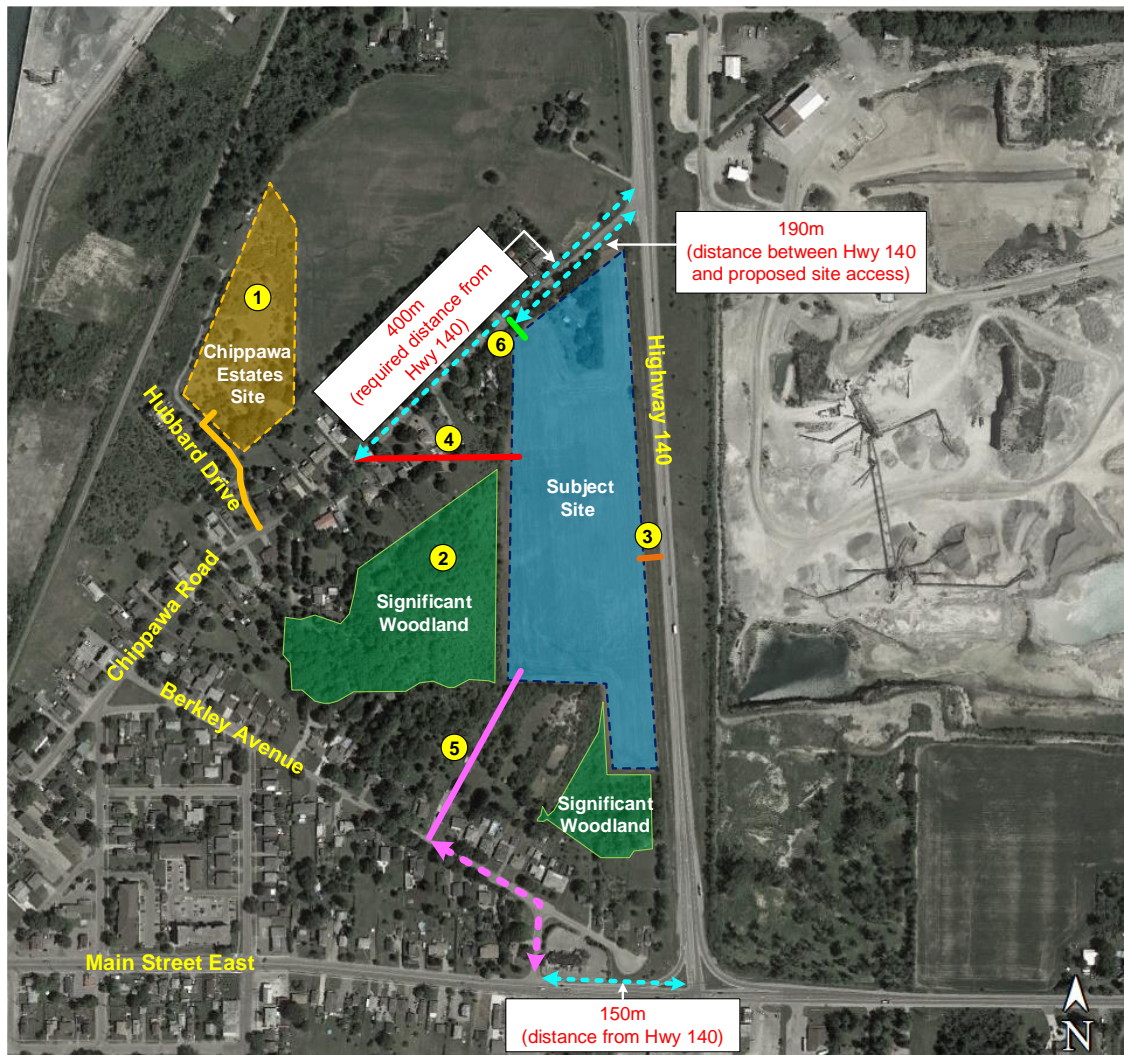 190m
(distance between Hwy 140
and proposed site access)
400m
(required distance from
Hwy 140)
1
Chippawa
Estates
Site
6
Highway 140
Hubbard Drive
4
Subject
Site
3
2
Significant
Woodland
Chippawa Road
Berkley Avenue
5
Significant
Woodland
Main Street East
150m
(distance from Hwy 140)
N